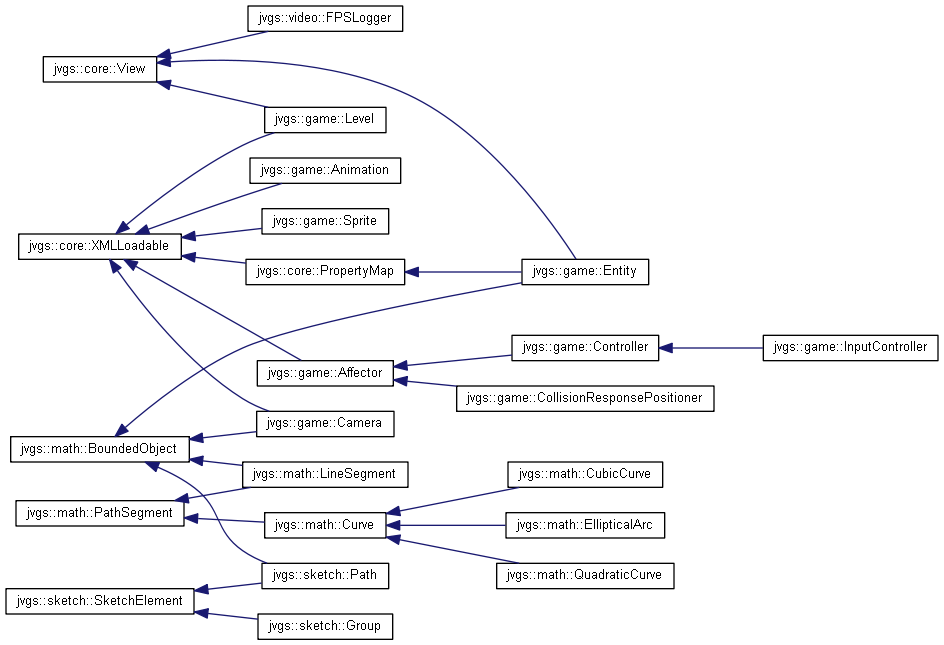 jvgs::video::FPSLogger
jvgs::core::View
jvgs::game::Level
jvgs::game::Animation
jvgs::game::Sprite
jvgs::core::XMLLoadable
jvgs::core::PropertyMap
jvgs::game::Entity
jvgs::game::Controller
jvgs::game::InputController
jvgs::game::Affector
jvgs::game::CollisionResponsePositioner
jvgs::game::Camera
jvgs::math::BoundedObject
jvgs::math::LineSegment
jvgs::math::CubicCurve
jvgs::math::PathSegment
jvgs::math::Curve
jvgs::math::EllipticalArc
jvgs::sketch::Path
jvgs::math::QuadraticCurve
jvgs::sketch::SketchElement
jvgs::sketch::Group